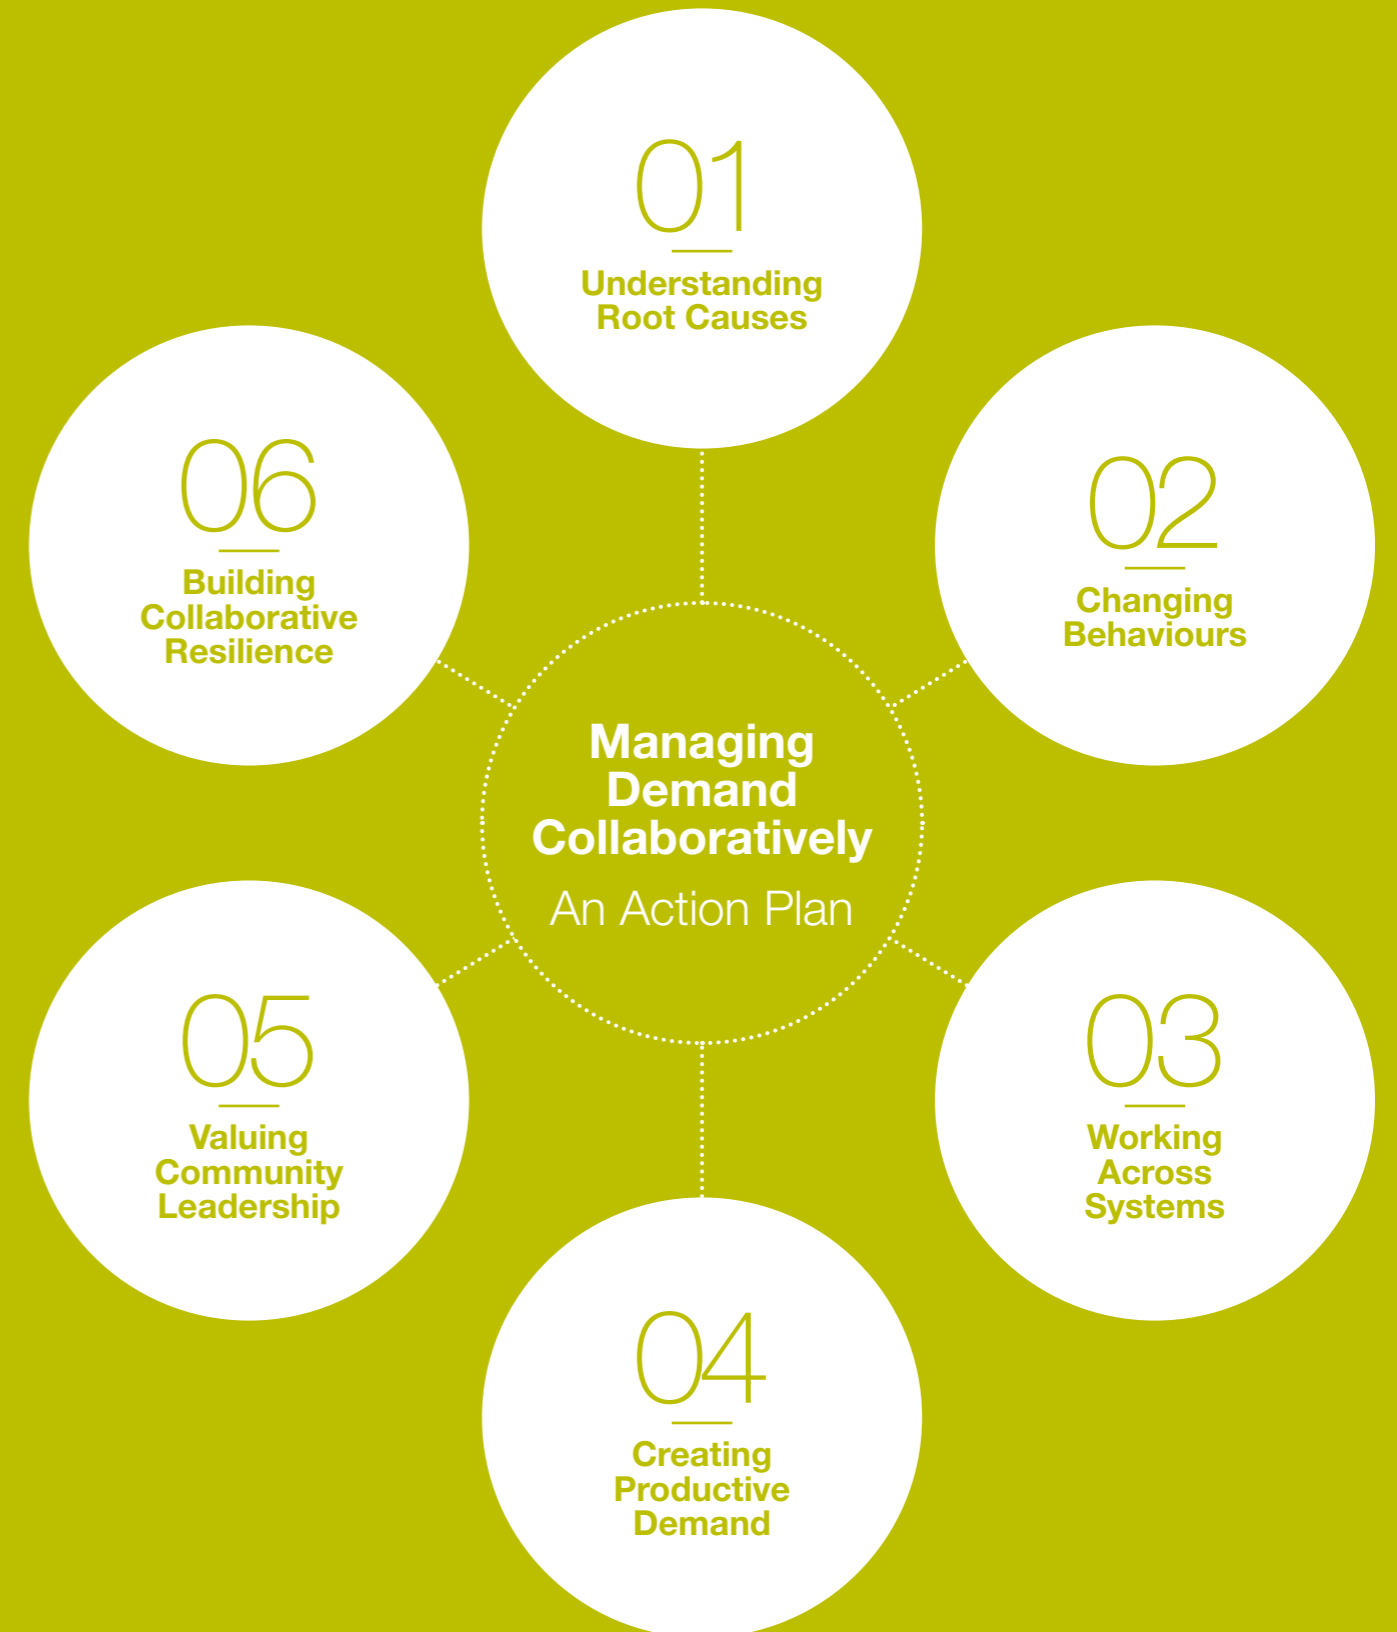 01
Understanding
Root Causes
02
Changing
Behaviours
03
Working
Across
Systems
04
Creating
Productive
Demand
05
Valuing
Community
Leadership
06
Building
Collaborative
Resilience
Managing
Demand
Collaboratively
An Action Plan